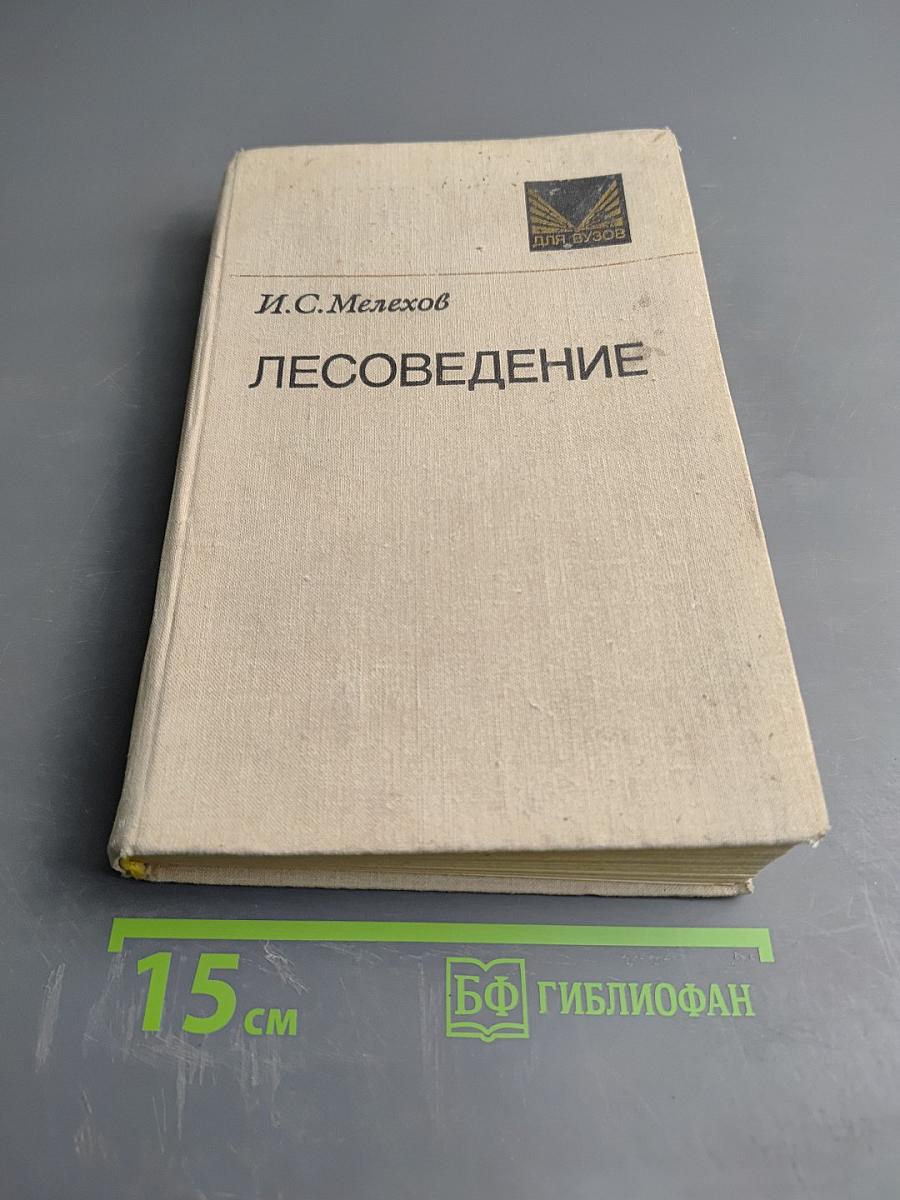 ДЛЯ ВУЗОВ
И.С.Мелехов
ЛЕСОВЕДЕНИЕ
15 см
БФ ГИБЛИОФАН